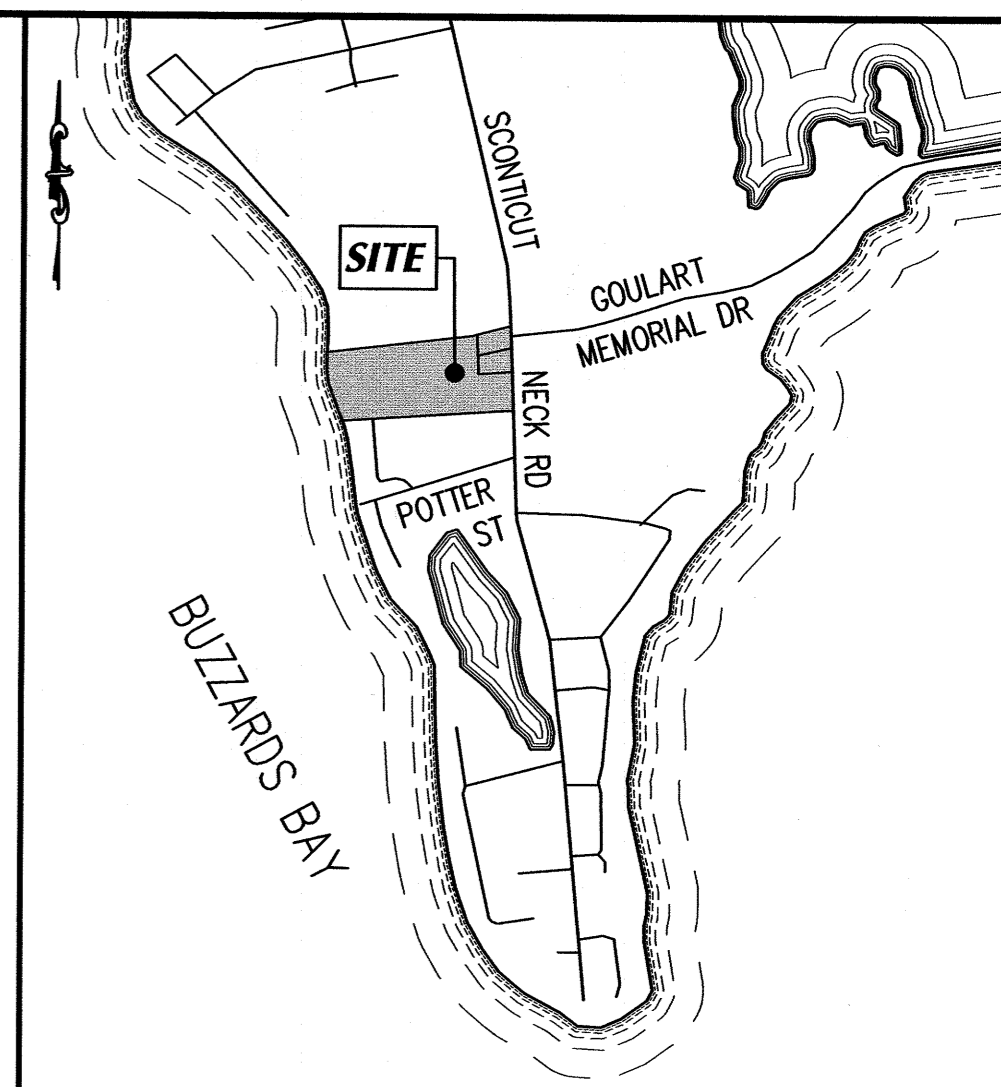 SCONTICUT
NECK RD
SITE
GOULART
MEMORIAL DR
POTTER
ST
BUZZARDS BAY